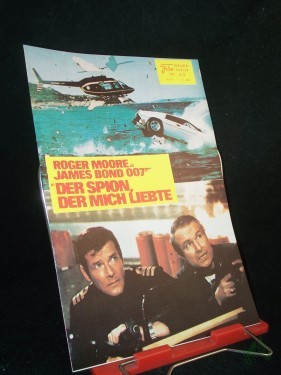 ROGER MOORE als
JAMES BOND 007
DER SPION,
DER MICH LIEBTE